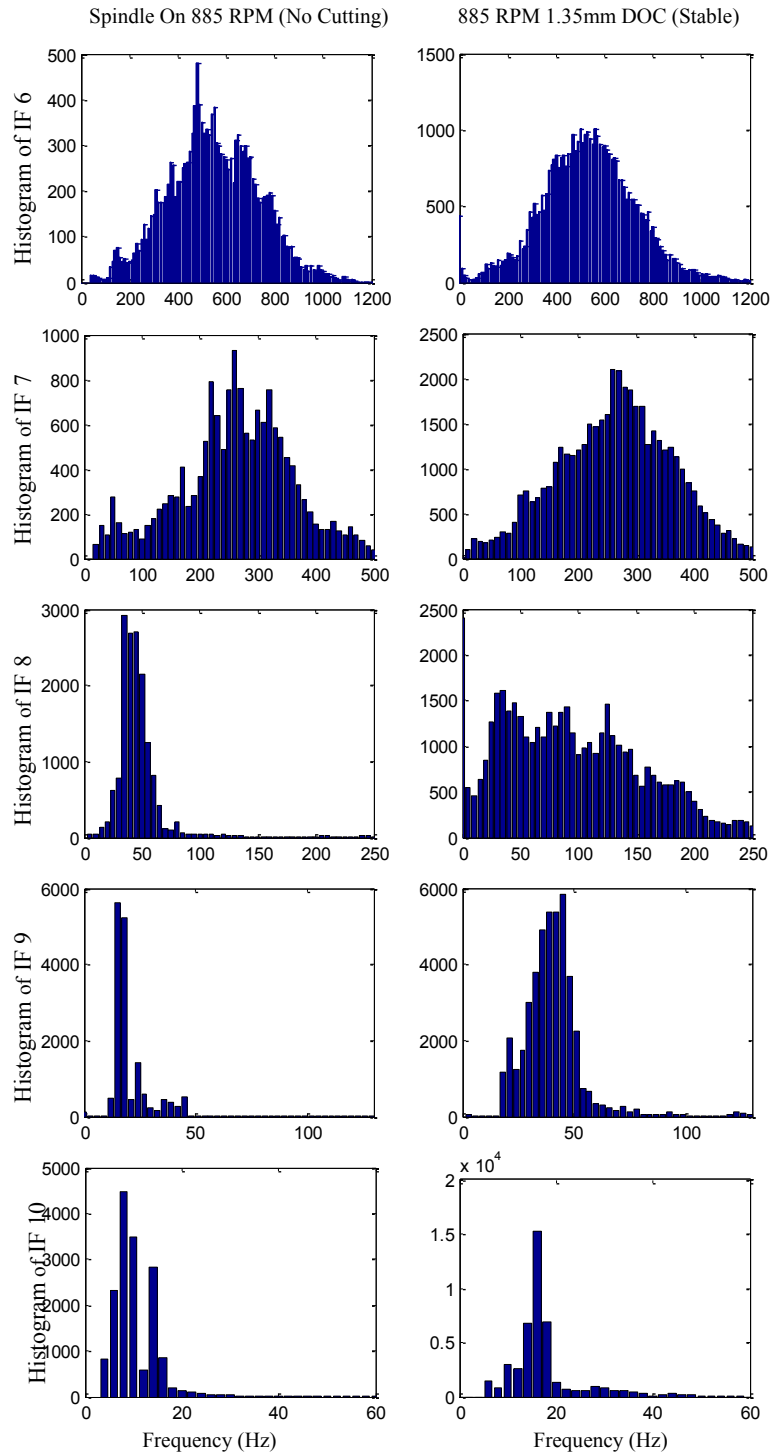 Spindle On 885 RPM (No Cutting)
885 RPM 1.35mm DOC (Stable)
Histogram of IF 6
500
400
300
200
100
0
0 200 400 600 800 1000 1200
1500
1000
500
0
0 200 400 600 800 1000 1200
Histogram of IF 7
1000
800
600
400
200
0
0 100 200 300 400 500
2500
2000
1500
1000
500
0
0 100 200 300 400 500
Histogram of IF 8
3000
2000
1000
0
0 50 100 150 200 250
2500
2000
1500
1000
500
0
0 50 100 150 200 250
Histogram of IF 9
6000
4000
2000
0
0 50 100
6000
4000
2000
0
0 50 100
Histogram of IF 10
5000
4000
3000
2000
1000
0
0 20 40 60
Frequency (Hz)
x 10^4
2
1.5
1
0.5
0
0 20 40 60
Frequency (Hz)